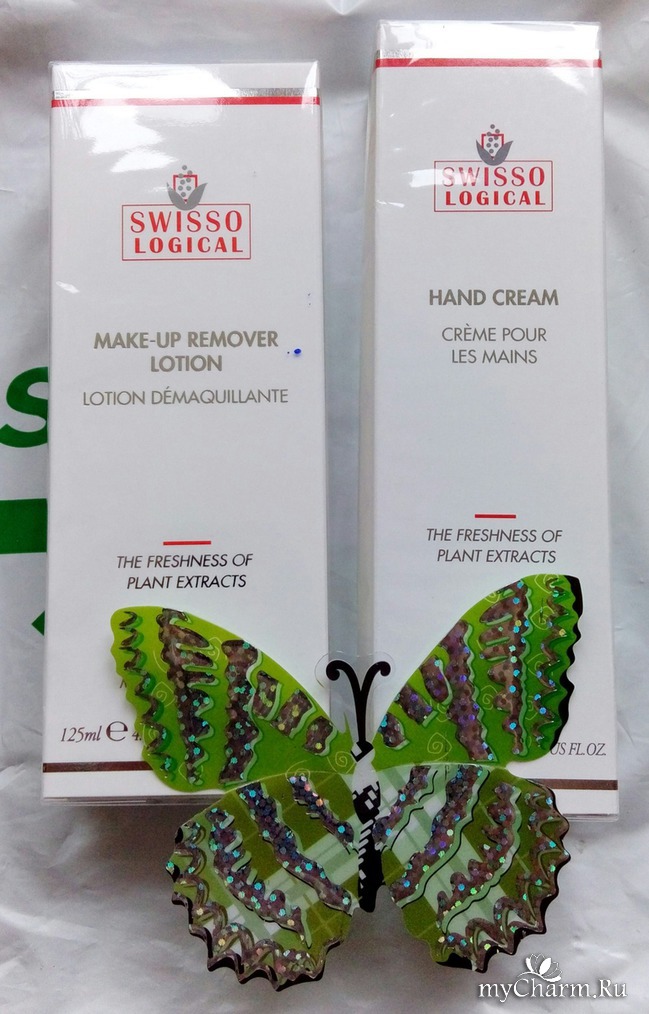 SWISSO
LOGICAL
MAKE-UP REMOVER
LOTION
LOTION DÉMAQUILLANTE
THE FRESHNESS OF
PLANT EXTRACTS
125ml e
SWISSO
LOGICAL
HAND CREAM
CRÈME POUR
LES MAINS
THE FRESHNESS OF
PLANT EXTRACTS
US FL.OZ.
myCharm.Ru